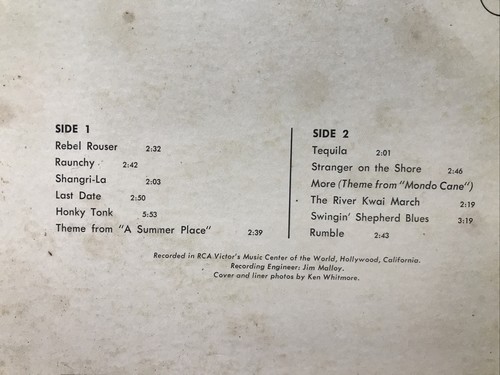 SIDE 1
Rebel Rouser 2:32
Raunchy 2:42
Shangri-La 2:03
Last Date 2:50
Honky Tonk 5:53
Theme from "A Summer Place" 2:39
SIDE 2
Tequila 2:01
Stranger on the Shore 2:46
More (Theme from "Mondo Cane")
The River Kwai March 2:19
Swingin' Shepherd Blues 3:19
Rumble 2:43
Recorded in RCA Victor's Music Center of the World, Hollywood, California.
Recording Engineer: Jim Malloy.
Cover and liner photos by Ken Whitmore.